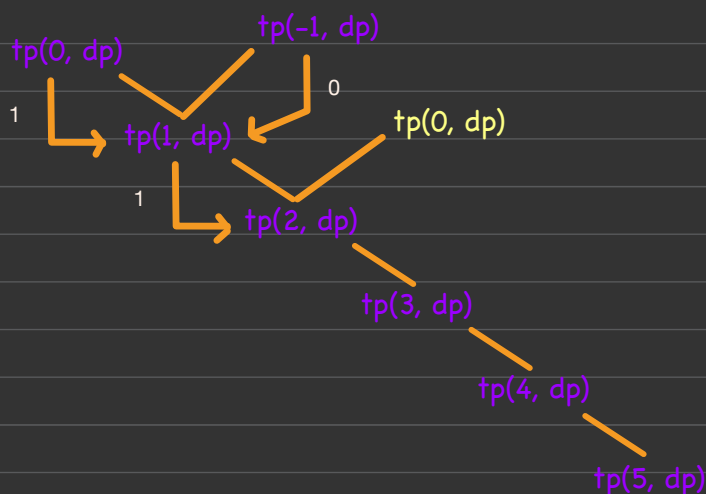 tp(-1, dp)
tp(0, dp)
0
1
tp(0, dp)
tp(1, dp)
1
tp(2, dp)
tp(3, dp)
tp(4, dp)
tp(5, dp)